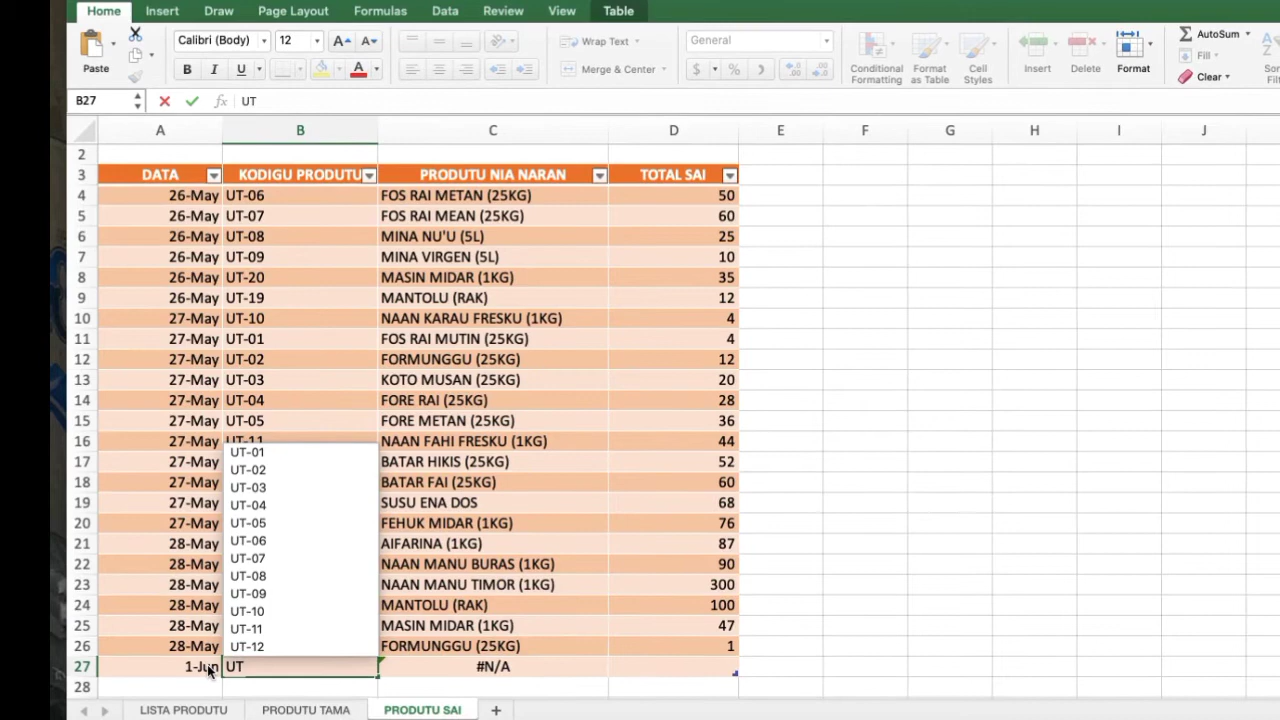 Home Insert Draw Page Layout Formulas Data Review View Table
Paste
Calibri (Body) 12 A A
B I U A
Wrap Text
Merge & Center
General
$ %
Conditional Formatting
Format as Table
Cell Styles
Insert Delete Format
AutoSum
Fill
Clear
B27 fx UT
A B C D E F G H I J
2
3 DATA KODIGU PRODUTU PRODUTU NIA NARAN TOTAL SAI
4 26-May UT-06 FOS RAI METAN (25KG) 50
5 26-May UT-07 FOS RAI MEAN (25KG) 60
6 26-May UT-08 MINA NU'U (5L) 25
7 26-May UT-09 MINA VIRGEN (5L) 10
8 26-May UT-20 MASIN MIDAR (1KG) 35
9 26-May UT-19 MANTOLU (RAK) 12
10 27-May UT-10 NAAN KARAU FRESKU (1KG) 4
11 27-May UT-01 FOS RAI MUTIN (25KG) 4
12 27-May UT-02 FORMUNGGU (25KG) 12
13 27-May UT-03 KOTO MUSAN (25KG) 20
14 27-May UT-04 FORE RAI (25KG) 28
15 27-May UT-05 FORE METAN (25KG) 36
16 27-May UT-11 NAAN FAHI FRESKU (1KG) 44
17 27-May BATAR HIKIS (25KG) 52
18 27-May BATAR FAI (25KG) 60
19 27-May SUSU ENA DOS 68
20 27-May FEHUK MIDAR (1KG) 76
21 28-May AIFARINA (1KG) 87
22 28-May NAAN MANU BURAS (1KG) 90
23 28-May NAAN MANU TIMOR (1KG) 300
24 28-May MANTOLU (RAK) 100
25 28-May MASIN MIDAR (1KG) 47
26 28-May FORMUNGGU (25KG) 1
27 1-Jun UT #N/A
28
UT-01
UT-02
UT-03
UT-04
UT-05
UT-06
UT-07
UT-08
UT-09
UT-10
UT-11
UT-12
LISTA PRODUTU PRODUTU TAMA PRODUTU SAI +